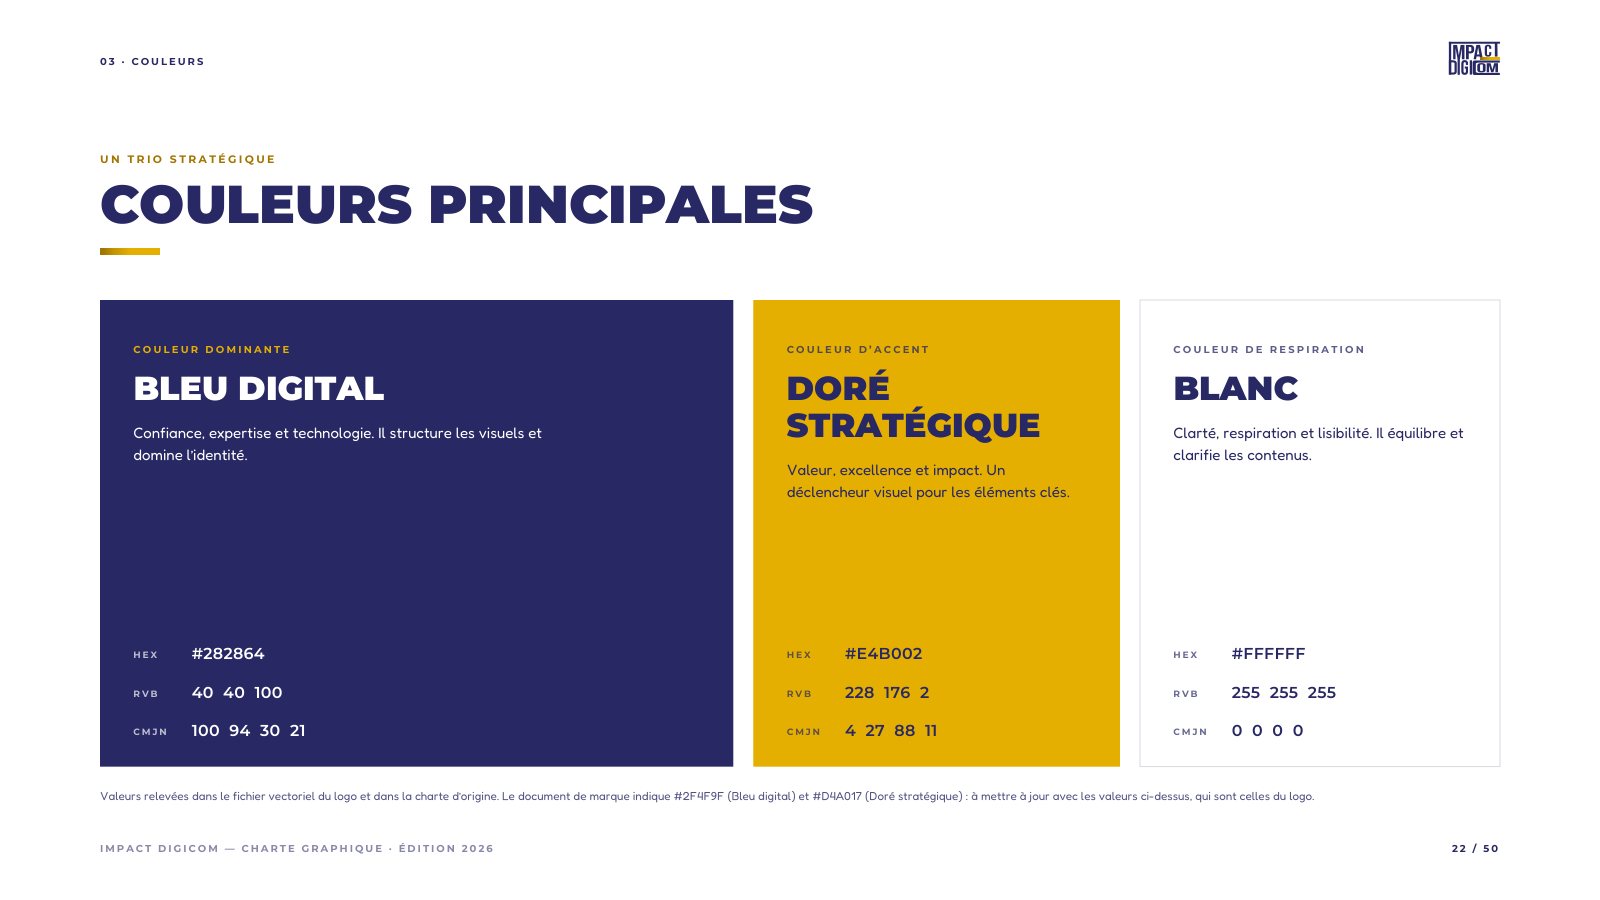 03 · COULEURS
IMPACT
DIGICOM
UN TRIO STRATÉGIQUE
COULEURS PRINCIPALES
COULEUR DOMINANTE
BLEU DIGITAL
Confiance, expertise et technologie. Il structure les visuels et
domine l’identité.
HEX #282864
RVB 40 40 100
CMJN 100 94 30 21
COULEUR D’ACCENT
DORÉ
STRATÉGIQUE
Valeur, excellence et impact. Un
déclencheur visuel pour les éléments clés.
HEX #E4B002
RVB 228 176 2
CMJN 4 27 88 11
COULEUR DE RESPIRATION
BLANC
Clarté, respiration et lisibilité. Il équilibre et
clarifie les contenus.
HEX #FFFFFF
RVB 255 255 255
CMJN 0 0 0 0
Valeurs relevées dans le fichier vectoriel du logo et dans la charte d’origine. Le document de marque indique #2F4F9F (Bleu digital) et #D4A017 (Doré stratégique) : à mettre à jour avec les valeurs ci-dessus, qui sont celles du logo.
IMPACT DIGICOM — CHARTE GRAPHIQUE · ÉDITION 2026
22 / 50